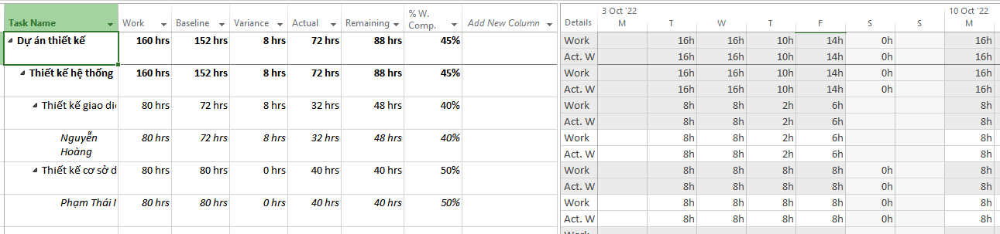 3 Oct '22 10 Oct '22
Task Name Work Baseline Variance Actual Remaining % W. Comp. Add New Column Details M T W T F S S M
Dự án thiết kế 160 hrs 152 hrs 8 hrs 72 hrs 88 hrs 45% Work 16h 16h 10h 14h 0h 16h
Act. W 16h 16h 10h 14h 0h 16h
Thiết kế hệ thống 160 hrs 152 hrs 8 hrs 72 hrs 88 hrs 45% Work 16h 16h 10h 14h 0h 16h
Act. W 16h 16h 10h 14h 0h 16h
Thiết kế giao diệ 80 hrs 72 hrs 8 hrs 32 hrs 48 hrs 40% Work 8h 8h 2h 6h 8h
Act. W 8h 8h 2h 6h 8h
Nguyễn 80 hrs 72 hrs 8 hrs 32 hrs 48 hrs 40% Work 8h 8h 2h 6h 8h
Hoàng Act. W 8h 8h 2h 6h 8h
Thiết kế cơ sở d 80 hrs 80 hrs 0 hrs 40 hrs 40 hrs 50% Work 8h 8h 8h 8h 0h 8h
Act. W 8h 8h 8h 8h 0h 8h
Phạm Thái 80 hrs 80 hrs 0 hrs 40 hrs 40 hrs 50% Work 8h 8h 8h 8h 0h 8h
Act. W 8h 8h 8h 8h 0h 8h